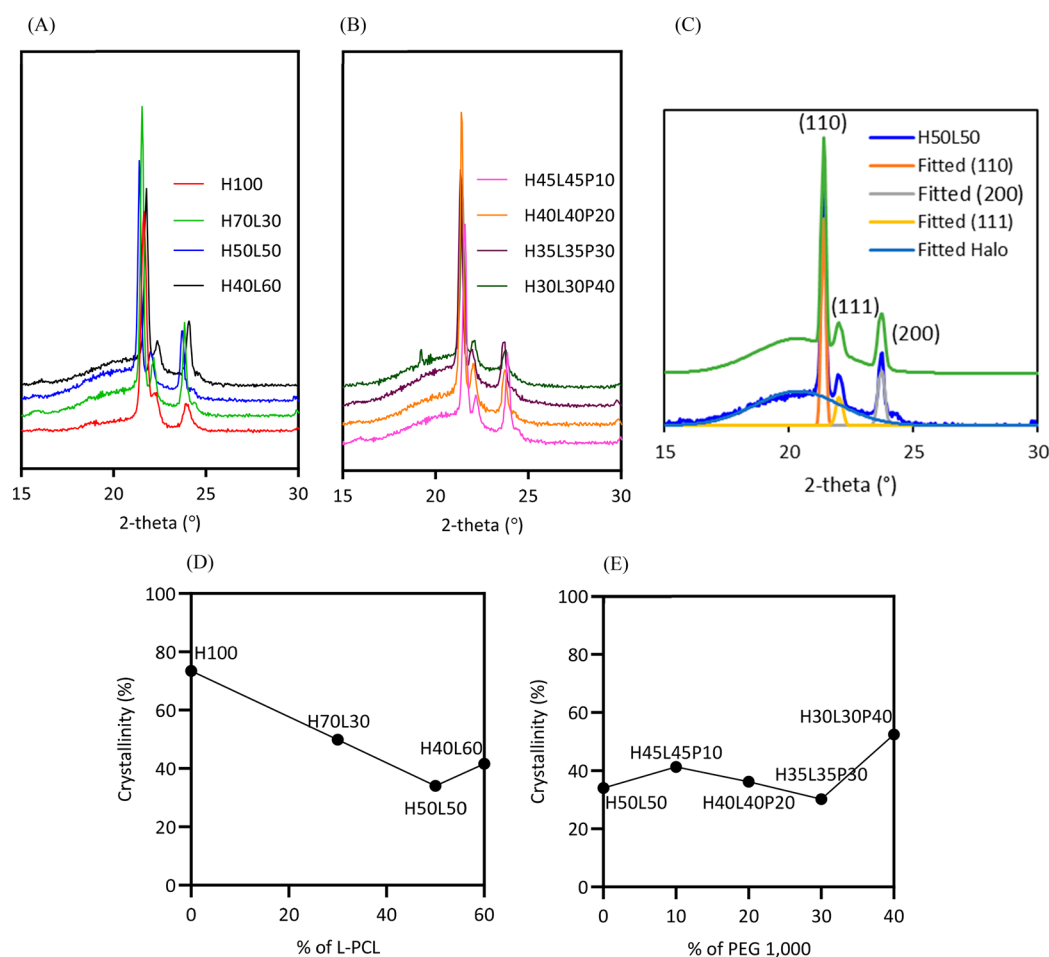 (A)
H100
H70L30
H50L50
H40L60
15
20
25
30
2-theta (°)
(B)
H45L45P10
H40L40P20
H35L35P30
H30L30P40
15
20
25
30
2-theta (°)
(C)
(110)
(111)
(200)
H50L50
Fitted (110)
Fitted (200)
Fitted (111)
Fitted Halo
15
20
25
30
2-theta (°)
(D)
Crystallinity (%)
100
80
60
40
20
0
H100
H70L30
H40L60
H50L50
0
20
40
60
% of L-PCL
(E)
Crystallinity (%)
100
80
60
40
20
0
H30L30P40
H45L45P10
H35L35P30
H50L50
H40L40P20
0
10
20
30
40
% of PEG 1,000